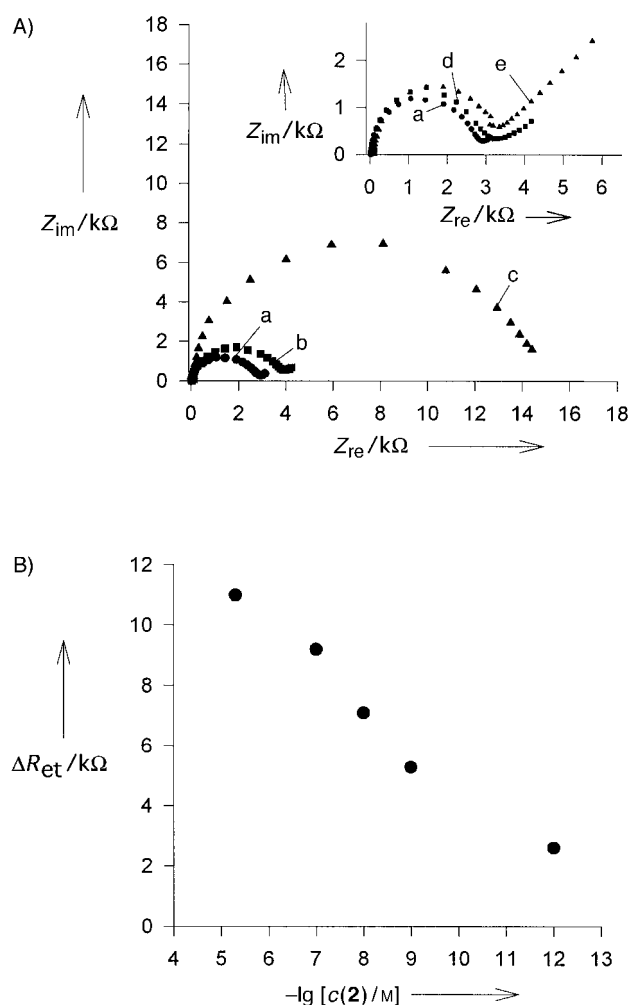 A)
18
16
14
12
10
8
6
4
2
0
Z_im/kΩ
0 2 4 6 8 10 12 14 16 18
Z_re/kΩ
a
b
c
2
1
0
Z_im/kΩ
0 1 2 3 4 5 6
Z_re/kΩ
a
d
e
B)
12
10
8
6
4
2
0
ΔR_et/kΩ
4 5 6 7 8 9 10 11 12 13
–lg [c(2)/M]